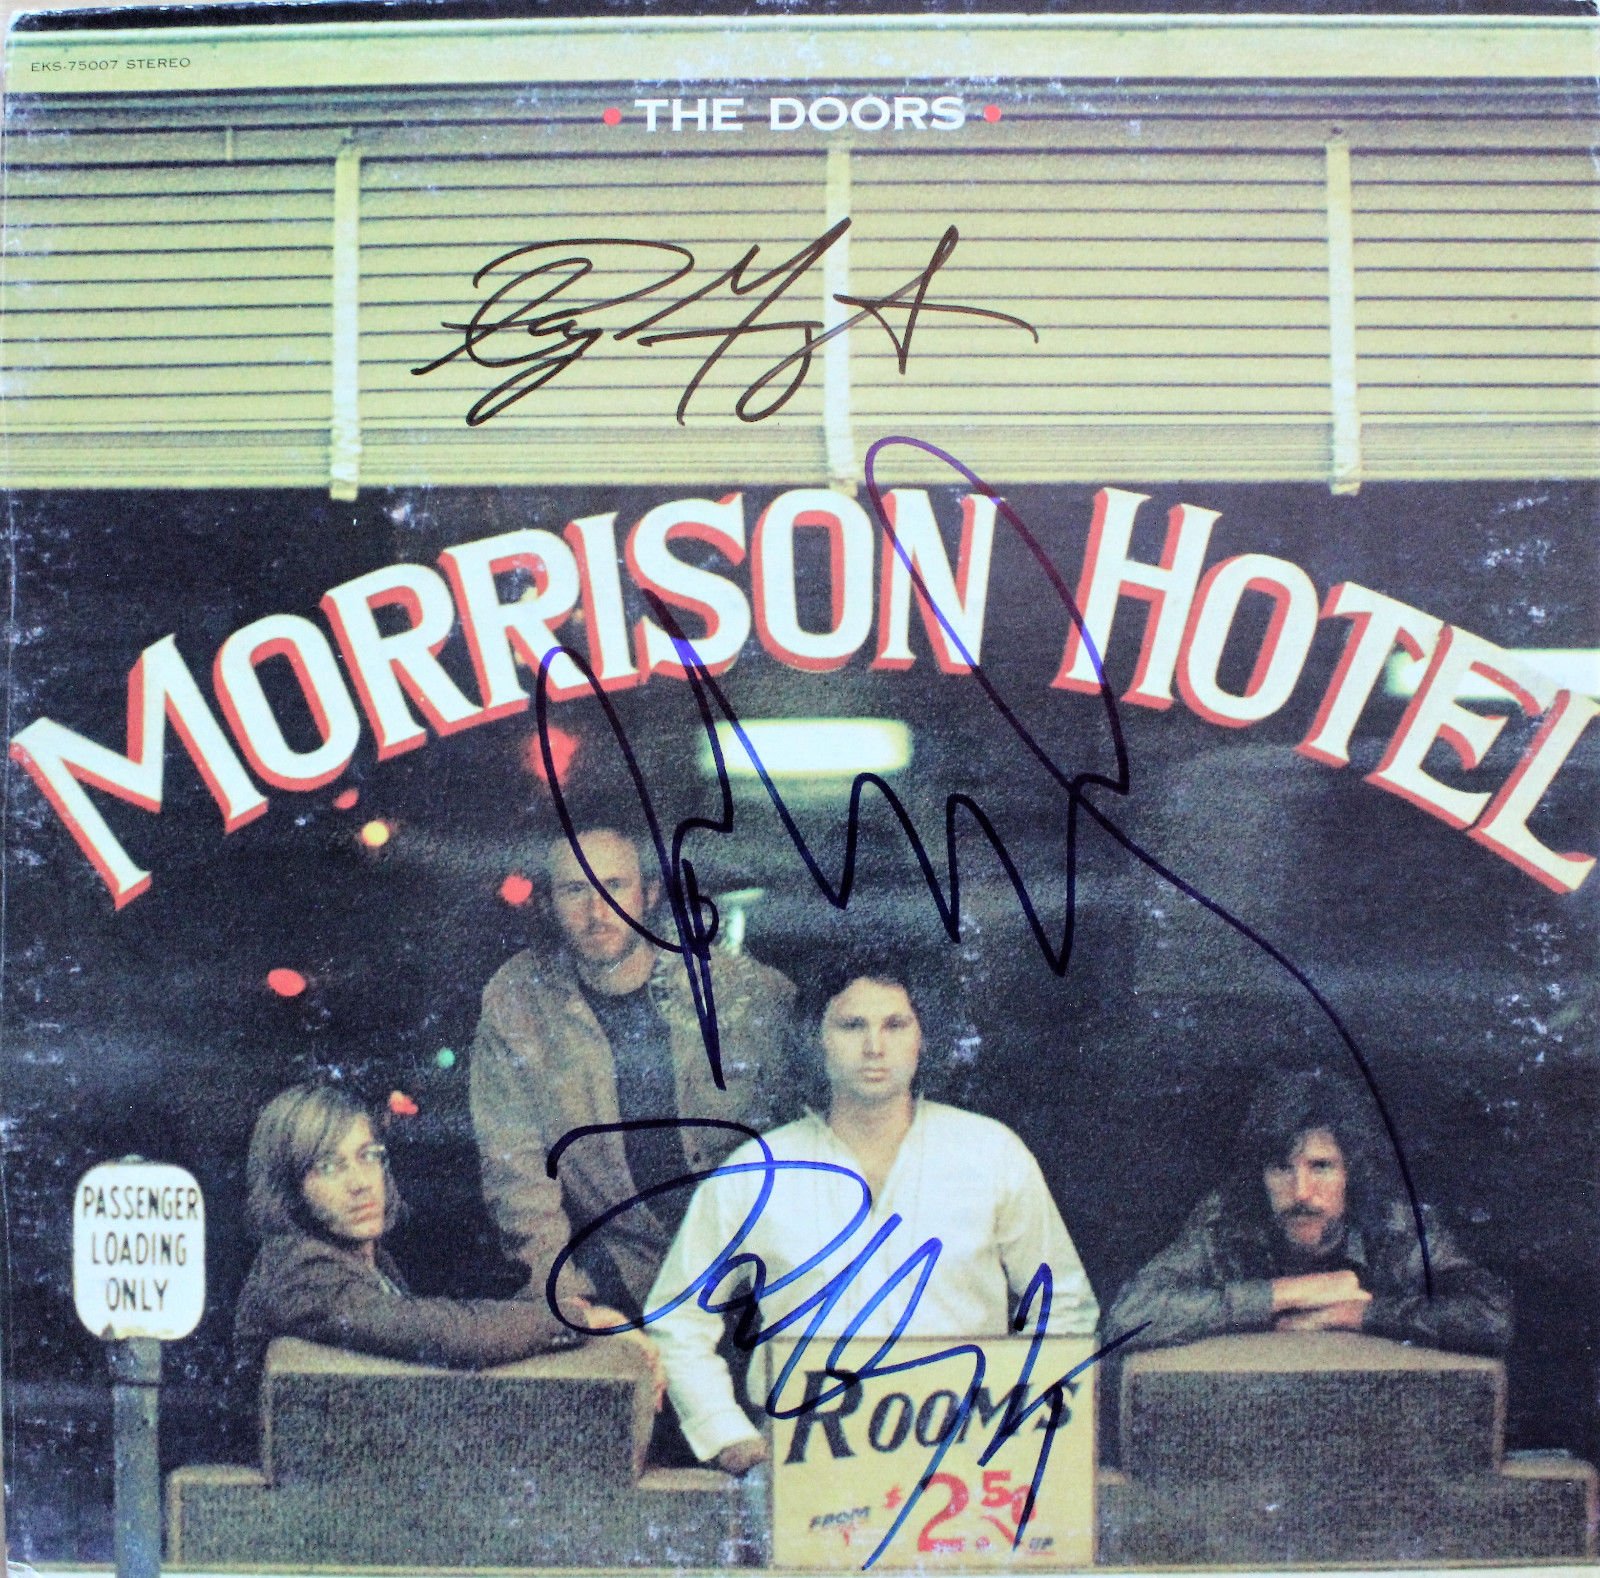 EKS-75007 STEREO
• THE DOORS •
MORRISON HOTEL
PASSENGER
LOADING
ONLY
ROOMS
FROM $2.50
UP